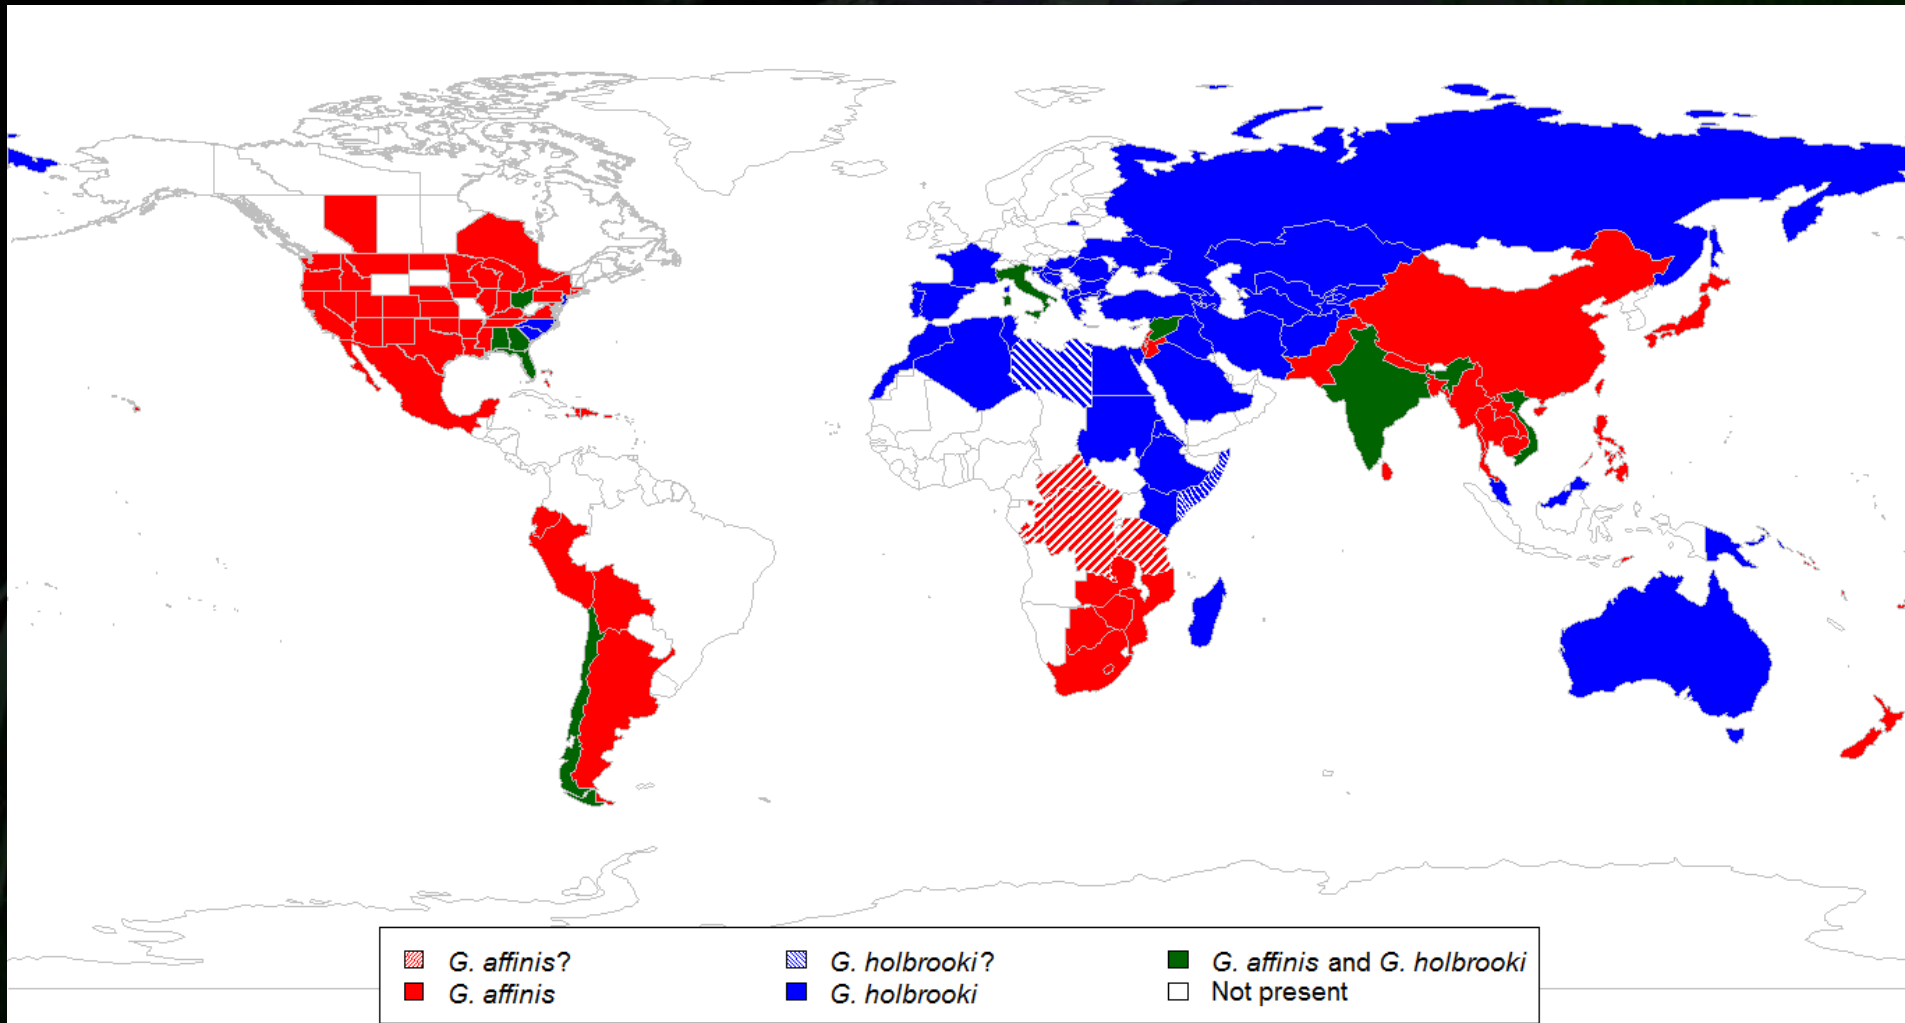 G. affinis? G. holbrooki? G. affinis and G. holbrooki
G. affinis G. holbrooki Not present